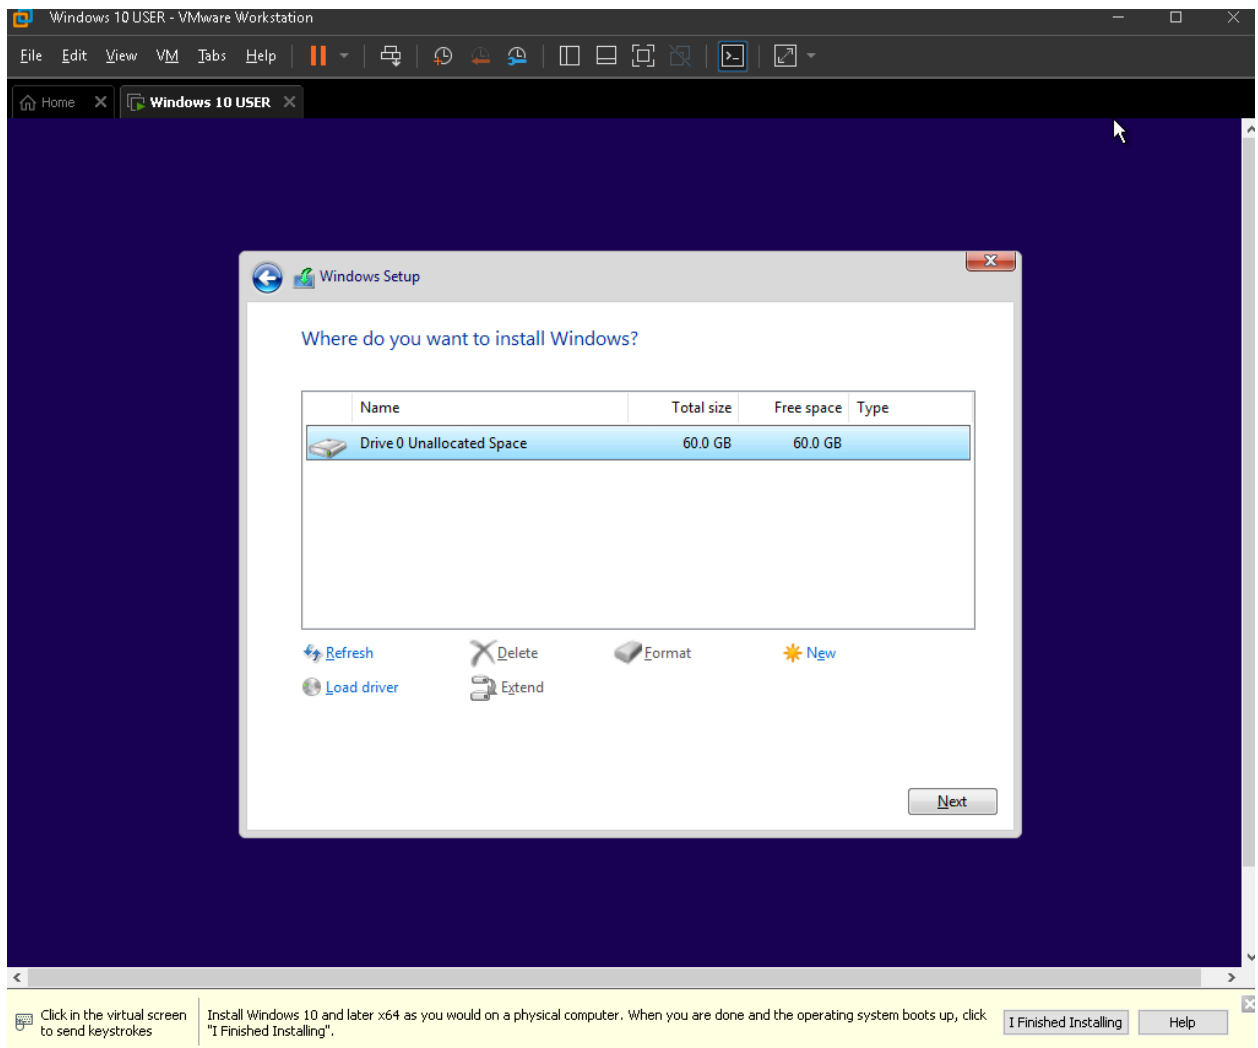 Windows 10 USER - VMware Workstation
File Edit View VM Tabs Help
Home Windows 10 USER
Windows Setup
Where do you want to install Windows?
Name Total size Free space Type
Drive 0 Unallocated Space 60.0 GB 60.0 GB
Refresh Delete Format New
Load driver Extend
Next
Click in the virtual screen
to send keystrokes
Install Windows 10 and later x64 as you would on a physical computer. When you are done and the operating system boots up, click
"I Finished Installing".
I Finished Installing Help